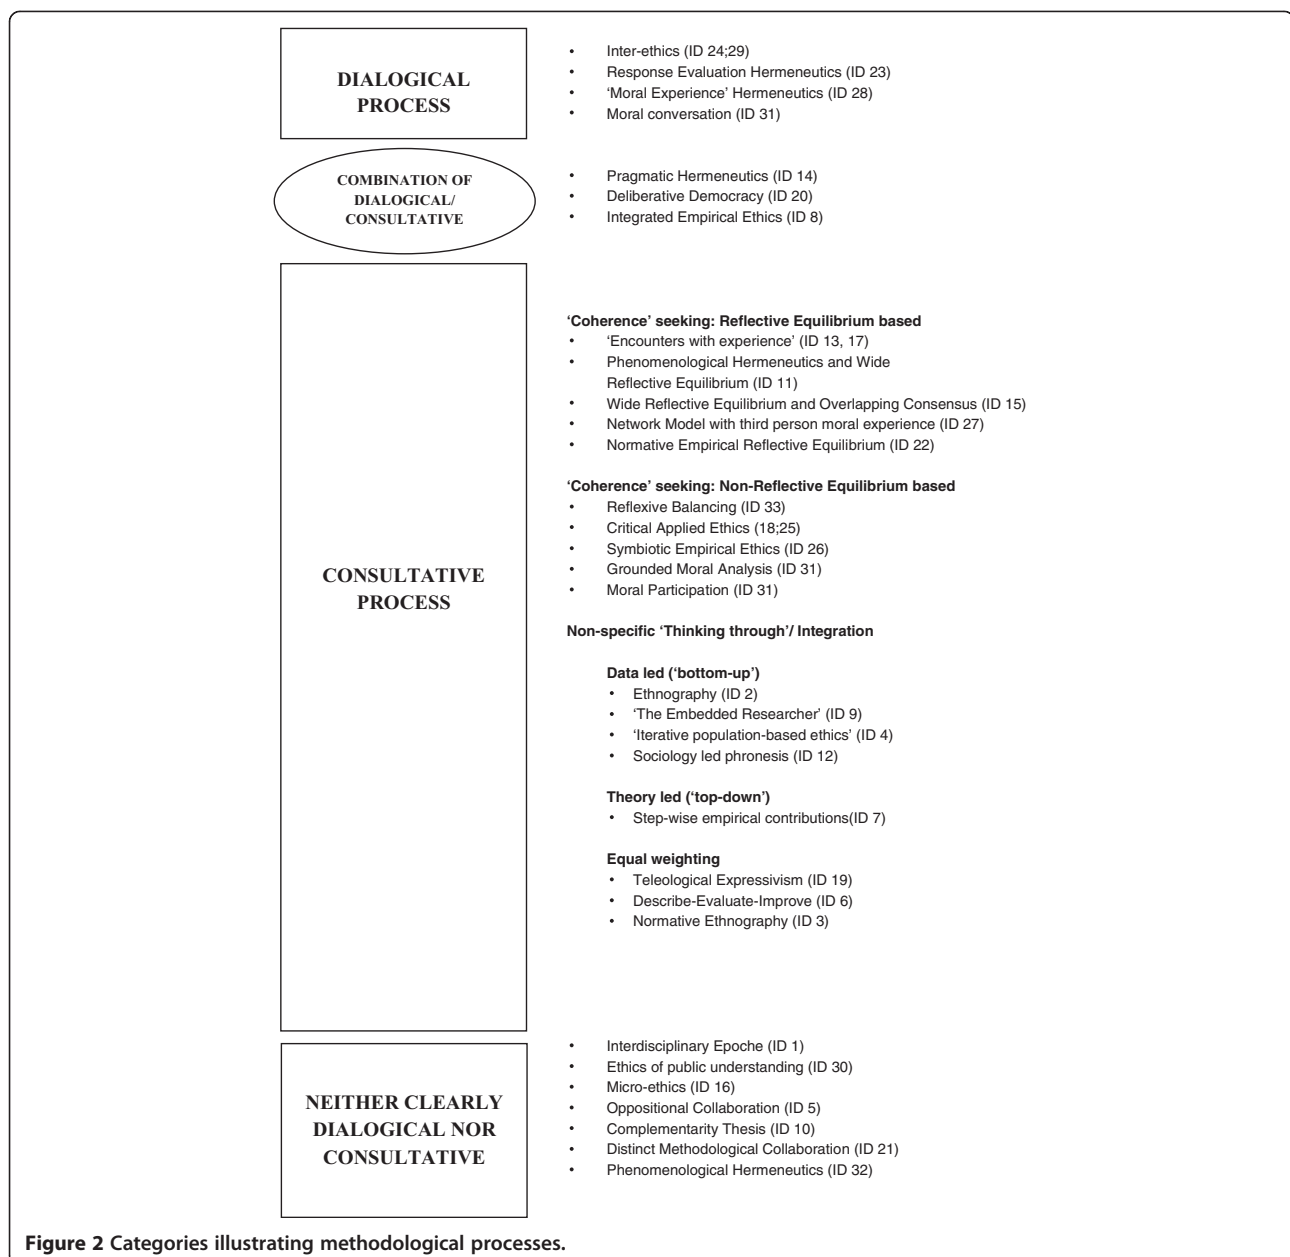 DIALOGICAL
PROCESS
• Inter-ethics (ID 24;29)
• Response Evaluation Hermeneutics (ID 23)
• ‘Moral Experience’ Hermeneutics (ID 28)
• Moral conversation (ID 31)
COMBINATION OF
DIALOGICAL/
CONSULTATIVE
• Pragmatic Hermeneutics (ID 14)
• Deliberative Democracy (ID 20)
• Integrated Empirical Ethics (ID 8)
CONSULTATIVE
PROCESS
‘Coherence’ seeking: Reflective Equilibrium based
• ‘Encounters with experience’ (ID 13, 17)
• Phenomenological Hermeneutics and Wide
Reflective Equilibrium (ID 11)
• Wide Reflective Equilibrium and Overlapping Consensus (ID 15)
• Network Model with third person moral experience (ID 27)
• Normative Empirical Reflective Equilibrium (ID 22)
‘Coherence’ seeking: Non-Reflective Equilibrium based
• Reflexive Balancing (ID 33)
• Critical Applied Ethics (18;25)
• Symbiotic Empirical Ethics (ID 26)
• Grounded Moral Analysis (ID 31)
• Moral Participation (ID 31)
Non-specific ‘Thinking through’/ Integration
Data led (‘bottom-up’)
• Ethnography (ID 2)
• ‘The Embedded Researcher’ (ID 9)
• ‘Iterative population-based ethics’ (ID 4)
• Sociology led phronesis (ID 12)
Theory led (‘top-down’)
• Step-wise empirical contributions(ID 7)
Equal weighting
• Teleological Expressivism (ID 19)
• Describe-Evaluate-Improve (ID 6)
• Normative Ethnography (ID 3)
NEITHER CLEARLY
DIALOGICAL NOR
CONSULTATIVE
• Interdisciplinary Epoche (ID 1)
• Ethics of public understanding (ID 30)
• Micro-ethics (ID 16)
• Oppositional Collaboration (ID 5)
• Complementarity Thesis (ID 10)
• Distinct Methodological Collaboration (ID 21)
• Phenomenological Hermeneutics (ID 32)
Figure 2 Categories illustrating methodological processes.